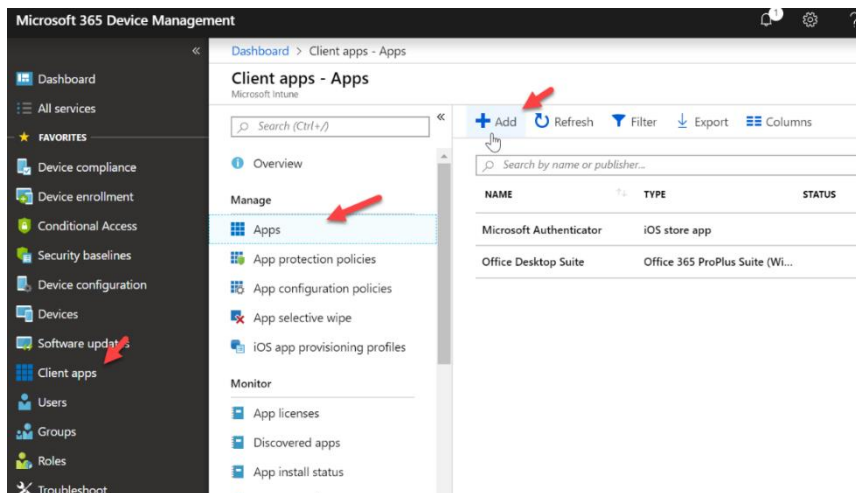 Microsoft 365 Device Management
1
«
Dashboard > Client apps - Apps
Client apps - Apps
Microsoft Intune
Dashboard
All services
FAVORITES
Device compliance
Device enrollment
Conditional Access
Security baselines
Device configuration
Devices
Software updates
Client apps
Users
Groups
Roles
Troubleshoot
Search (Ctrl+/)
«
Overview
Manage
Apps
App protection policies
App configuration policies
App selective wipe
iOS app provisioning profiles
Monitor
App licenses
Discovered apps
App install status
Add Refresh Filter Export Columns
Search by name or publisher...
NAME TYPE STATUS
Microsoft Authenticator iOS store app
Office Desktop Suite Office 365 ProPlus Suite (Wi...